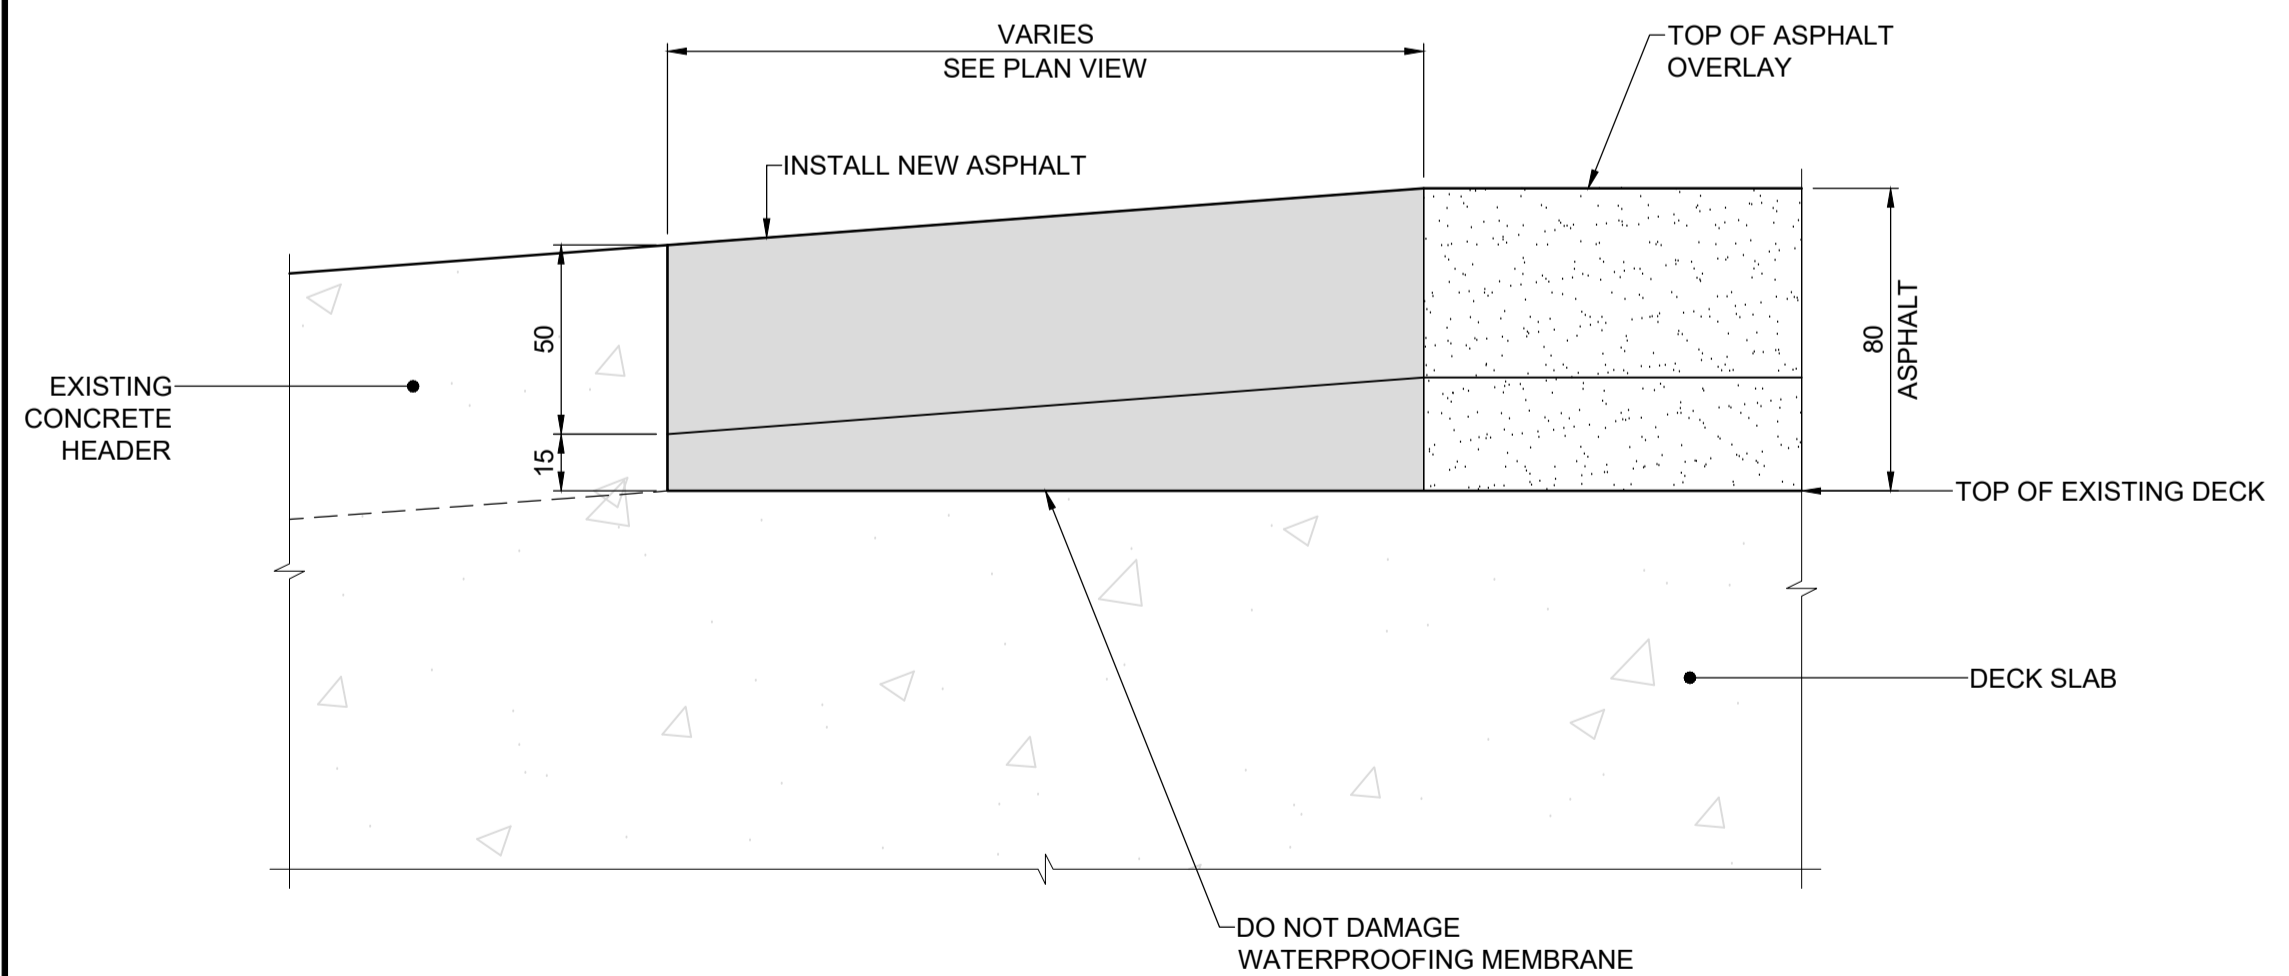 VARIES
SEE PLAN VIEW
TOP OF ASPHALT
OVERLAY
INSTALL NEW ASPHALT
50
15
EXISTING
CONCRETE
HEADER
80
ASPHALT
TOP OF EXISTING DECK
DECK SLAB
DO NOT DAMAGE
WATERPROOFING MEMBRANE